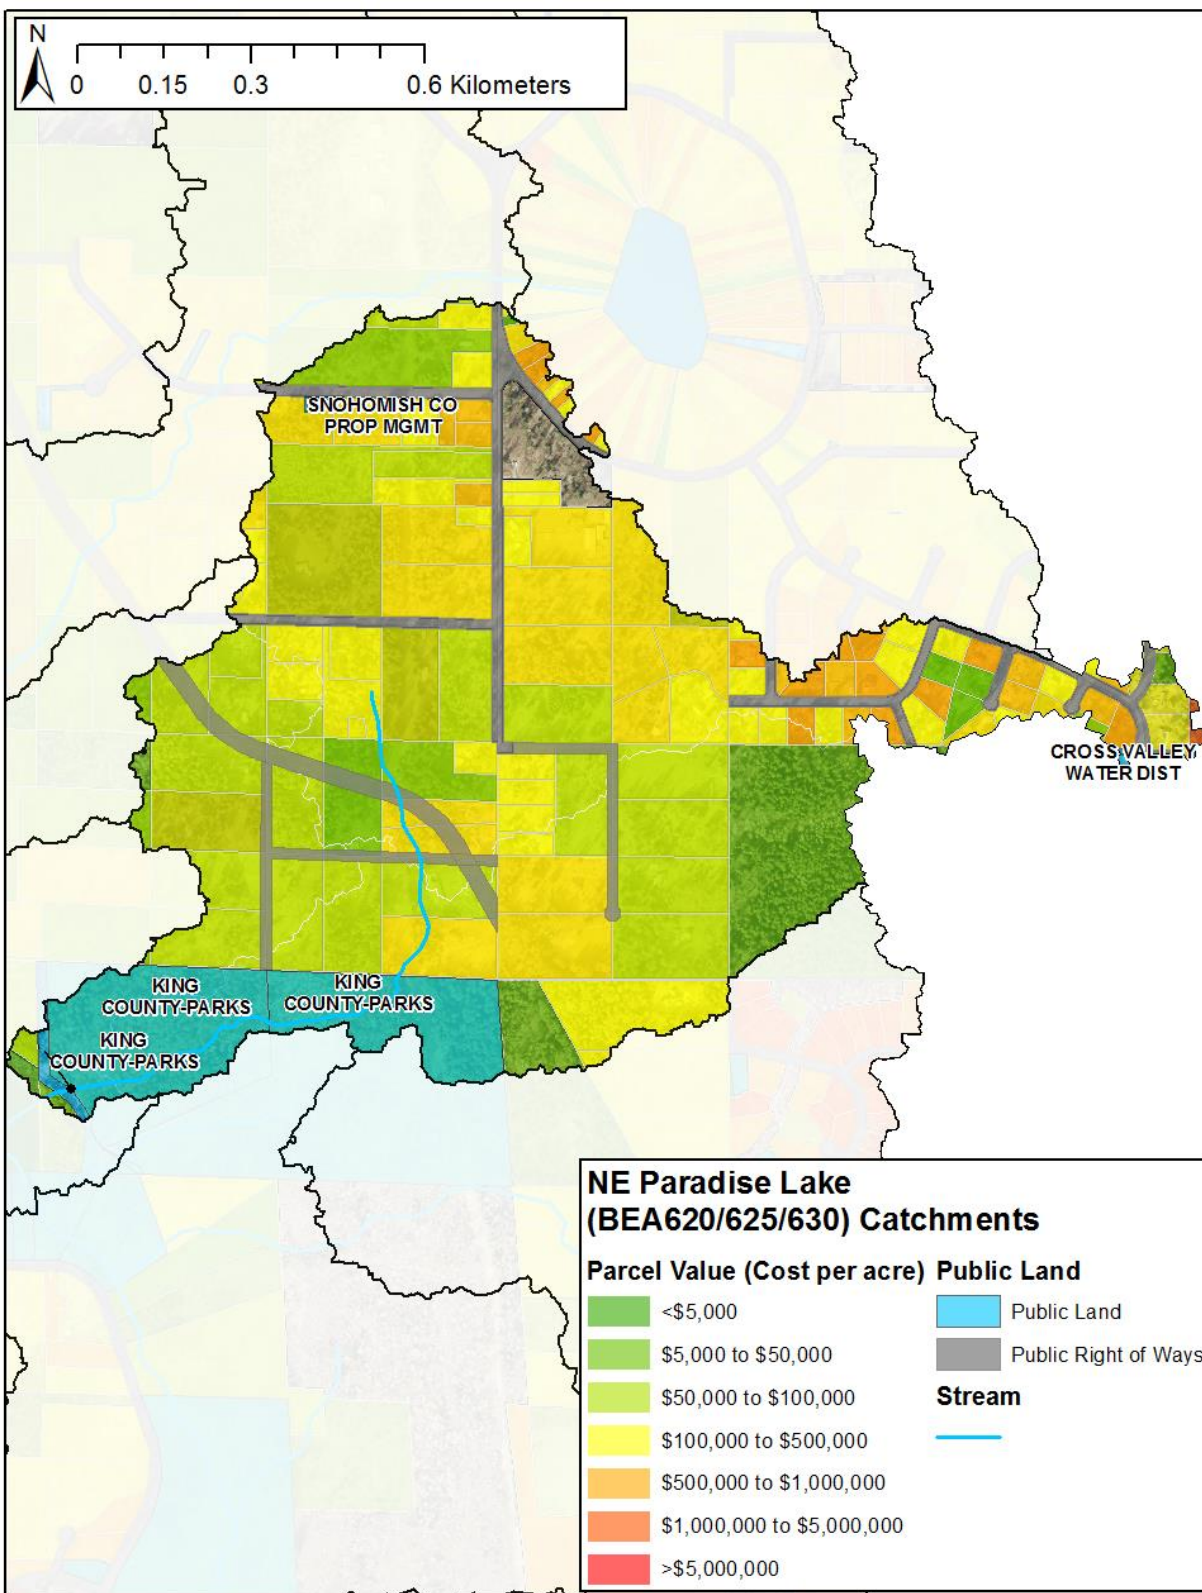 N
0 0.15 0.3 0.6 Kilometers
SNOHOMISH CO
PROP MGMT
CROSS VALLEY
WATER DIST
KING
COUNTY-PARKS
KING
COUNTY-PARKS
KING
COUNTY-PARKS
NE Paradise Lake
(BEA620/625/630) Catchments
Parcel Value (Cost per acre)
<$5,000
$5,000 to $50,000
$50,000 to $100,000
$100,000 to $500,000
$500,000 to $1,000,000
$1,000,000 to $5,000,000
>$5,000,000
Public Land
Public Land
Public Right of Ways
Stream